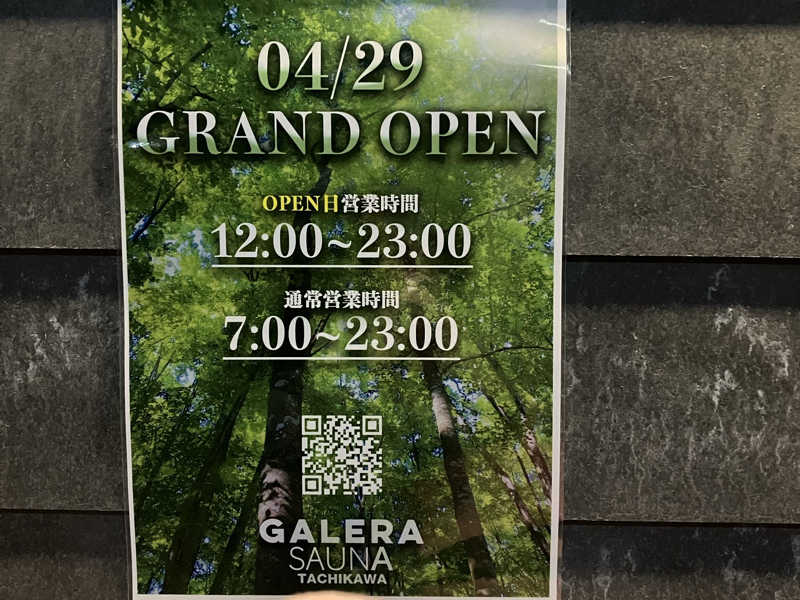 04/29
GRAND OPEN
OPEN日営業時間
12:00~23:00
通常営業時間
7:00~23:00
GALERA
SAUNA
TACHIKAWA